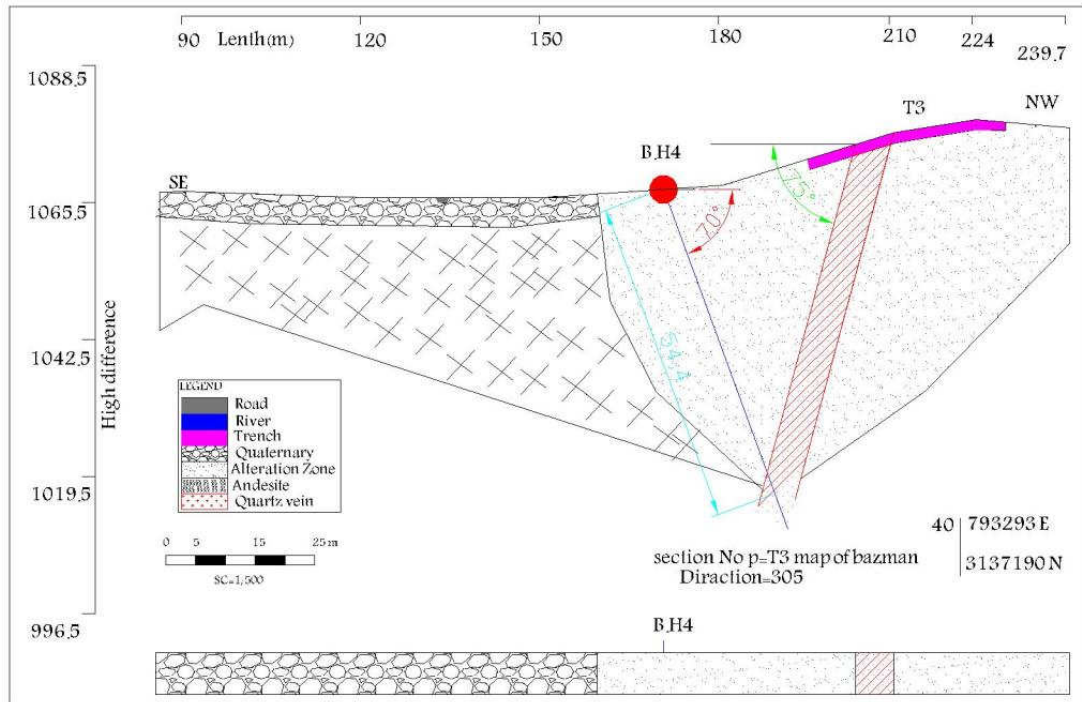 90 Lenth(m) 120 150 180 210 224 239.7
1088.5
1065.5
1042.5
1019.5
996.5
High difference
SE
B.H4
T3
NW
75°
70°
54.4
LEGEND
Road
River
Trench
Quaternary
Alteration Zone
Andesite
Quartz vein
0 5 15 25 m
SC=1/500
section No p=T3 map of bazman
Diraction=305
40 793293 E
3137190 N
B.H4